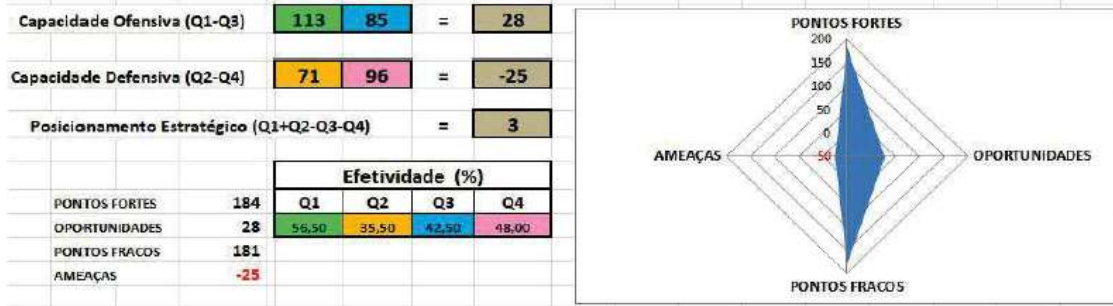 Capacidade Ofensiva (Q1-Q3) 113 85 = 28
Capacidade Defensiva (Q2-Q4) 71 96 = -25
Posicionamento Estratégico (Q1+Q2-Q3-Q4) = 3
Efetividade (%)
PONTOS FORTES 184 Q1 Q2 Q3 Q4
OPORTUNIDADES 28 56,50 35,50 42,50 48,00
PONTOS FRACOS 181
AMEAÇAS -25
PONTOS FORTES
200
150
100
50
0
AMEAÇAS 50 OPORTUNIDADES
PONTOS FRACOS